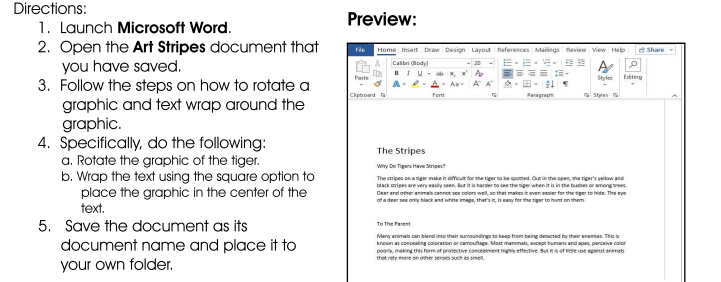 Directions:
1. Launch Microsoft Word.
2. Open the Art Stripes document that
you have saved.
3. Follow the steps on how to rotate a
graphic and text wrap around the
graphic.
4. Specifically, do the following:
a. Rotate the graphic of the tiger.
b. Wrap the text using the square option to
place the graphic in the center of the
text.
5. Save the document as its
document name and place it to
your own folder.
Preview:
File Home Insert Draw Design Layout References Mailings Review View Help Share
Calibri (Body) 20
Paste
B I U ab x₂ x² A
A A Aa A A
Styles Editing
Clipboard Font Paragraph Styles
The Stripes
Why Do Tigers Have Stripes?
The stripes on a tiger make it difficult for the tiger to be spotted. Out in the open, the tiger's yellow and
black stripes are very easily seen. But it is harder to see the tiger when it is in the bushes or among trees.
Deer and other animals cannot see colors well, so that makes it even easier for the tiger to hide. The eye
of a deer see only black and white image, that's it, is easy for the tiger to hunt on them.
To The Parent
Many animals can blend into their surroundings to keep from being detected by their enemies. This is
known as concealing coloration or camouflage. Most mammals, except humans and apes, perceive color
poorly, making this form of protective concealment highly effective. But it is of little use against animals
that rely more on other senses such as smell.